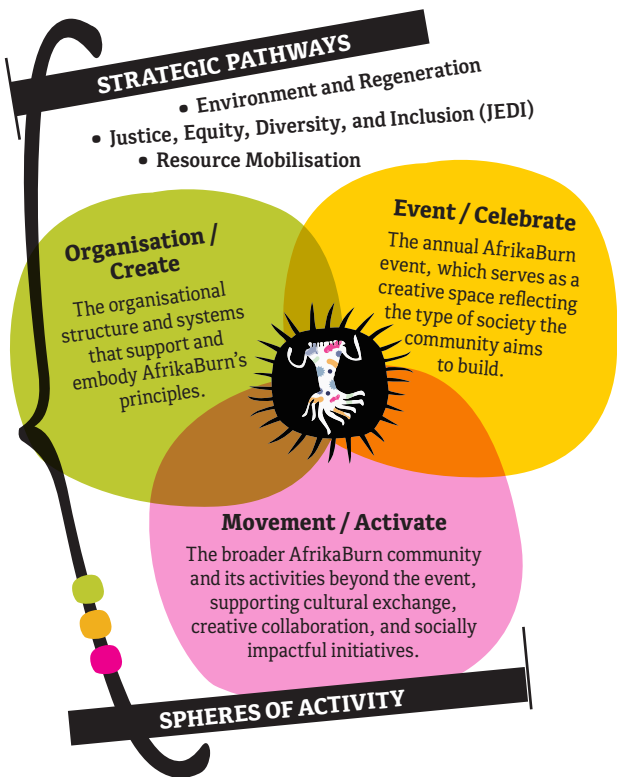 STRATEGIC PATHWAYS
• Environment and Regeneration
• Justice, Equity, Diversity, and Inclusion (JEDI)
• Resource Mobilisation
Organisation /
Create
The organisational
structure and systems
that support and
embody AfrikaBurn's
principles.
Event / Celebrate
The annual AfrikaBurn
event, which serves as a
creative space reflecting
the type of society the
community aims
to build.
Movement / Activate
The broader AfrikaBurn community
and its activities beyond the event,
supporting cultural exchange,
creative collaboration, and socially
impactful initiatives.
SPHERES OF ACTIVITY